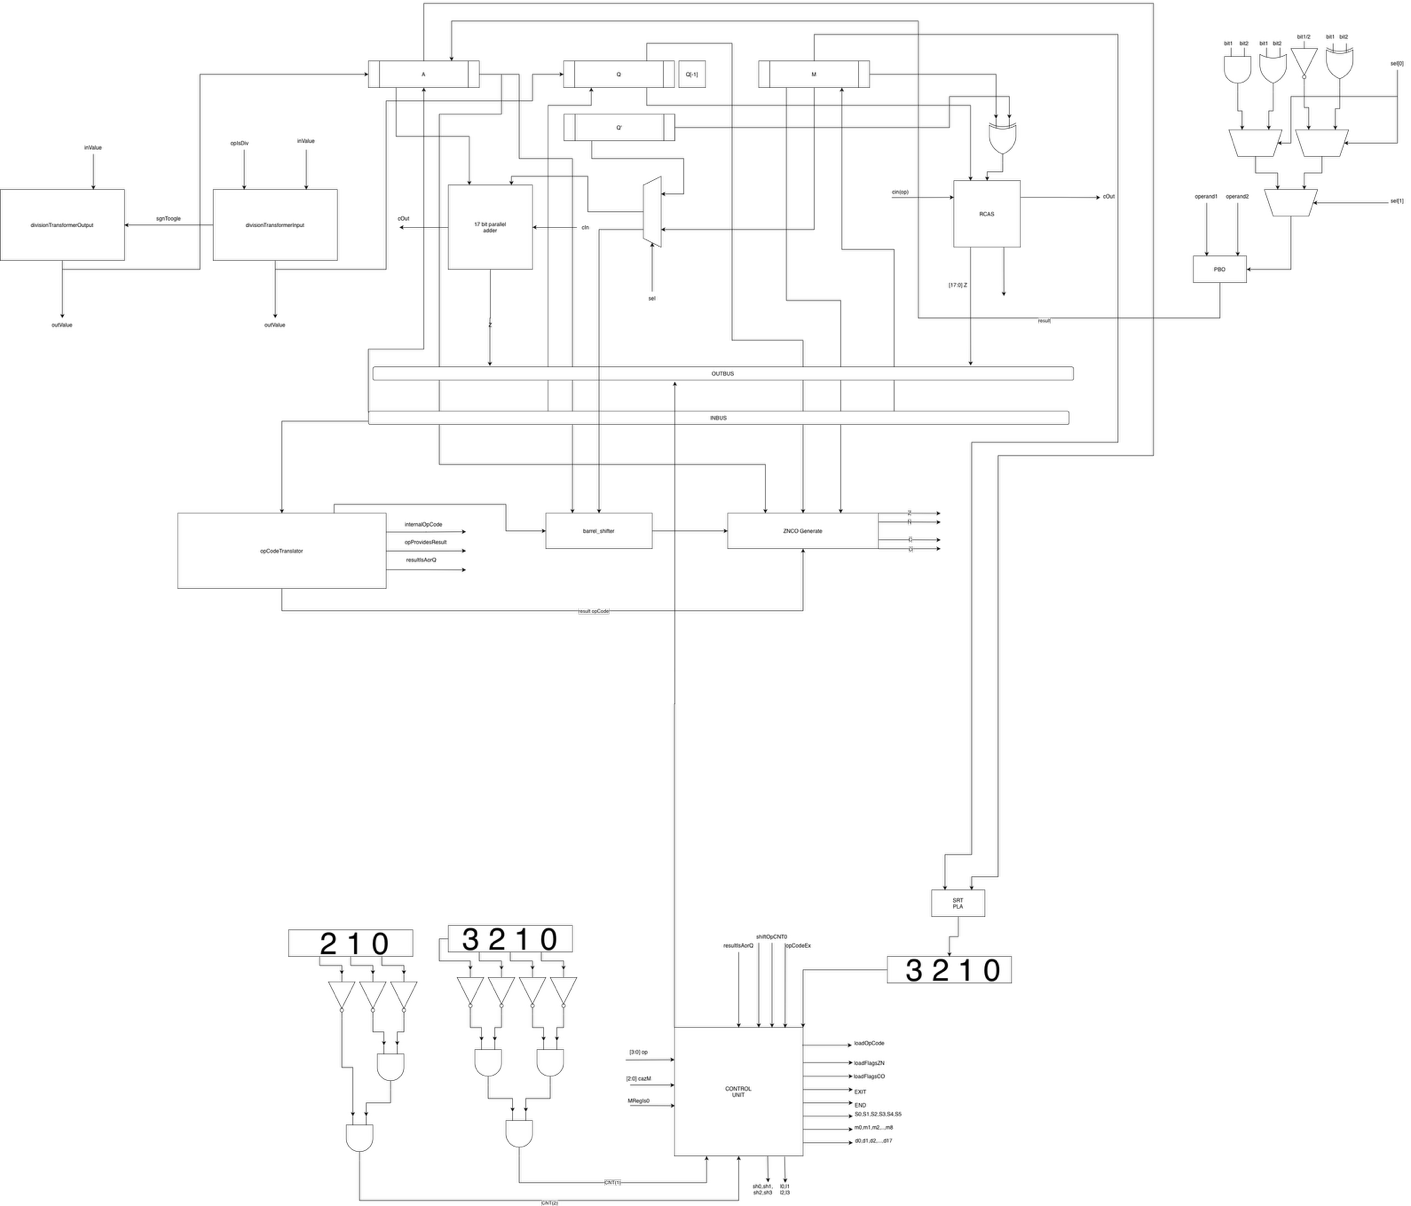 bit1 bit2
bit1 bit2
bit1/2
bit1 bit2
sel[0]
A
Q
Q[-1]
M
Q'
inValue
opIsDiv
inValue
divisionTransformerOutput
sgnToogle
divisionTransformerInput
cOut
17 bit parallel
adder
cIn
cin(op)
RCAS
cOut
operand1
operand2
sel[1]
PBO
outValue
outValue
Z
sel
[17:0] Z
result
OUTBUS
INBUS
opCodeTranslator
internalOpCode
opProvidesResult
resultIsAorQ
barrel_shifter
ZNCO Generate
result opCode
SRT
PLA
2 1 0
3 2 1 0
3 2 1 0
resultIsAorQ
shiftOpCNT0
opCodeEx
[3:0] op
[2:0] cazM
MRegIs0
CONTROL
UNIT
loadOpCode
loadFlagsZN
loadFlagsCO
EXIT
END
S0,S1,S2,S3,S4,S5
m0,m1,m2,...m8
d0,d1,d2,...,d17
sh0,sh1,
sh2,sh3
l0,l1
l2,l3
CNT(1)
CNT(2)